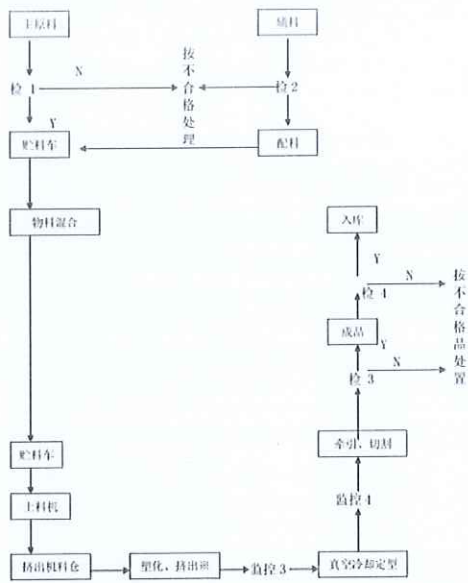 主原料
质料
检 1
N
按不合格处理
检2
Y
贮料车
配料
物料混合
入库
Y
N
检 4
按不合格品处置
成品
Y
N
检 3
贮料车
牵引、切割
上料机
监控 4
挤出机料仓
塑化、挤出
监控 3
真空冷却定型